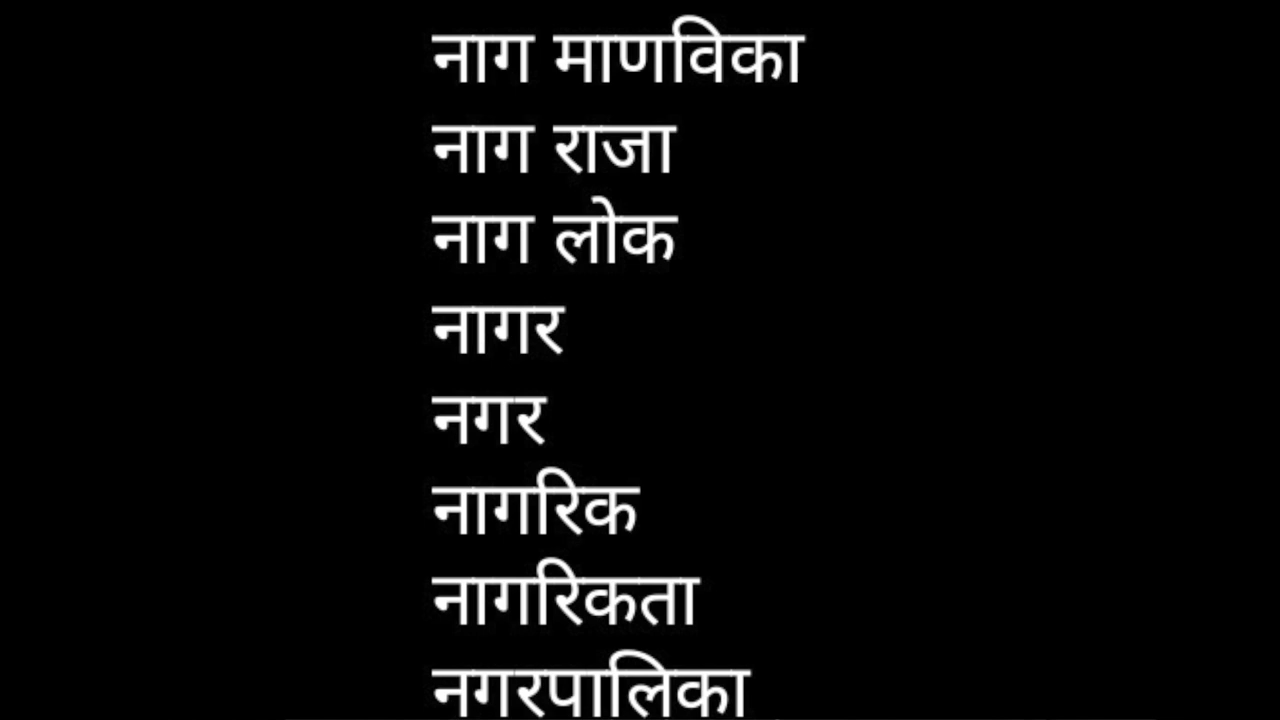 नाग माणविका
नाग राजा
नाग लोक
नागर
नगर
नागरिक
नागरिकता
नगरपालिका